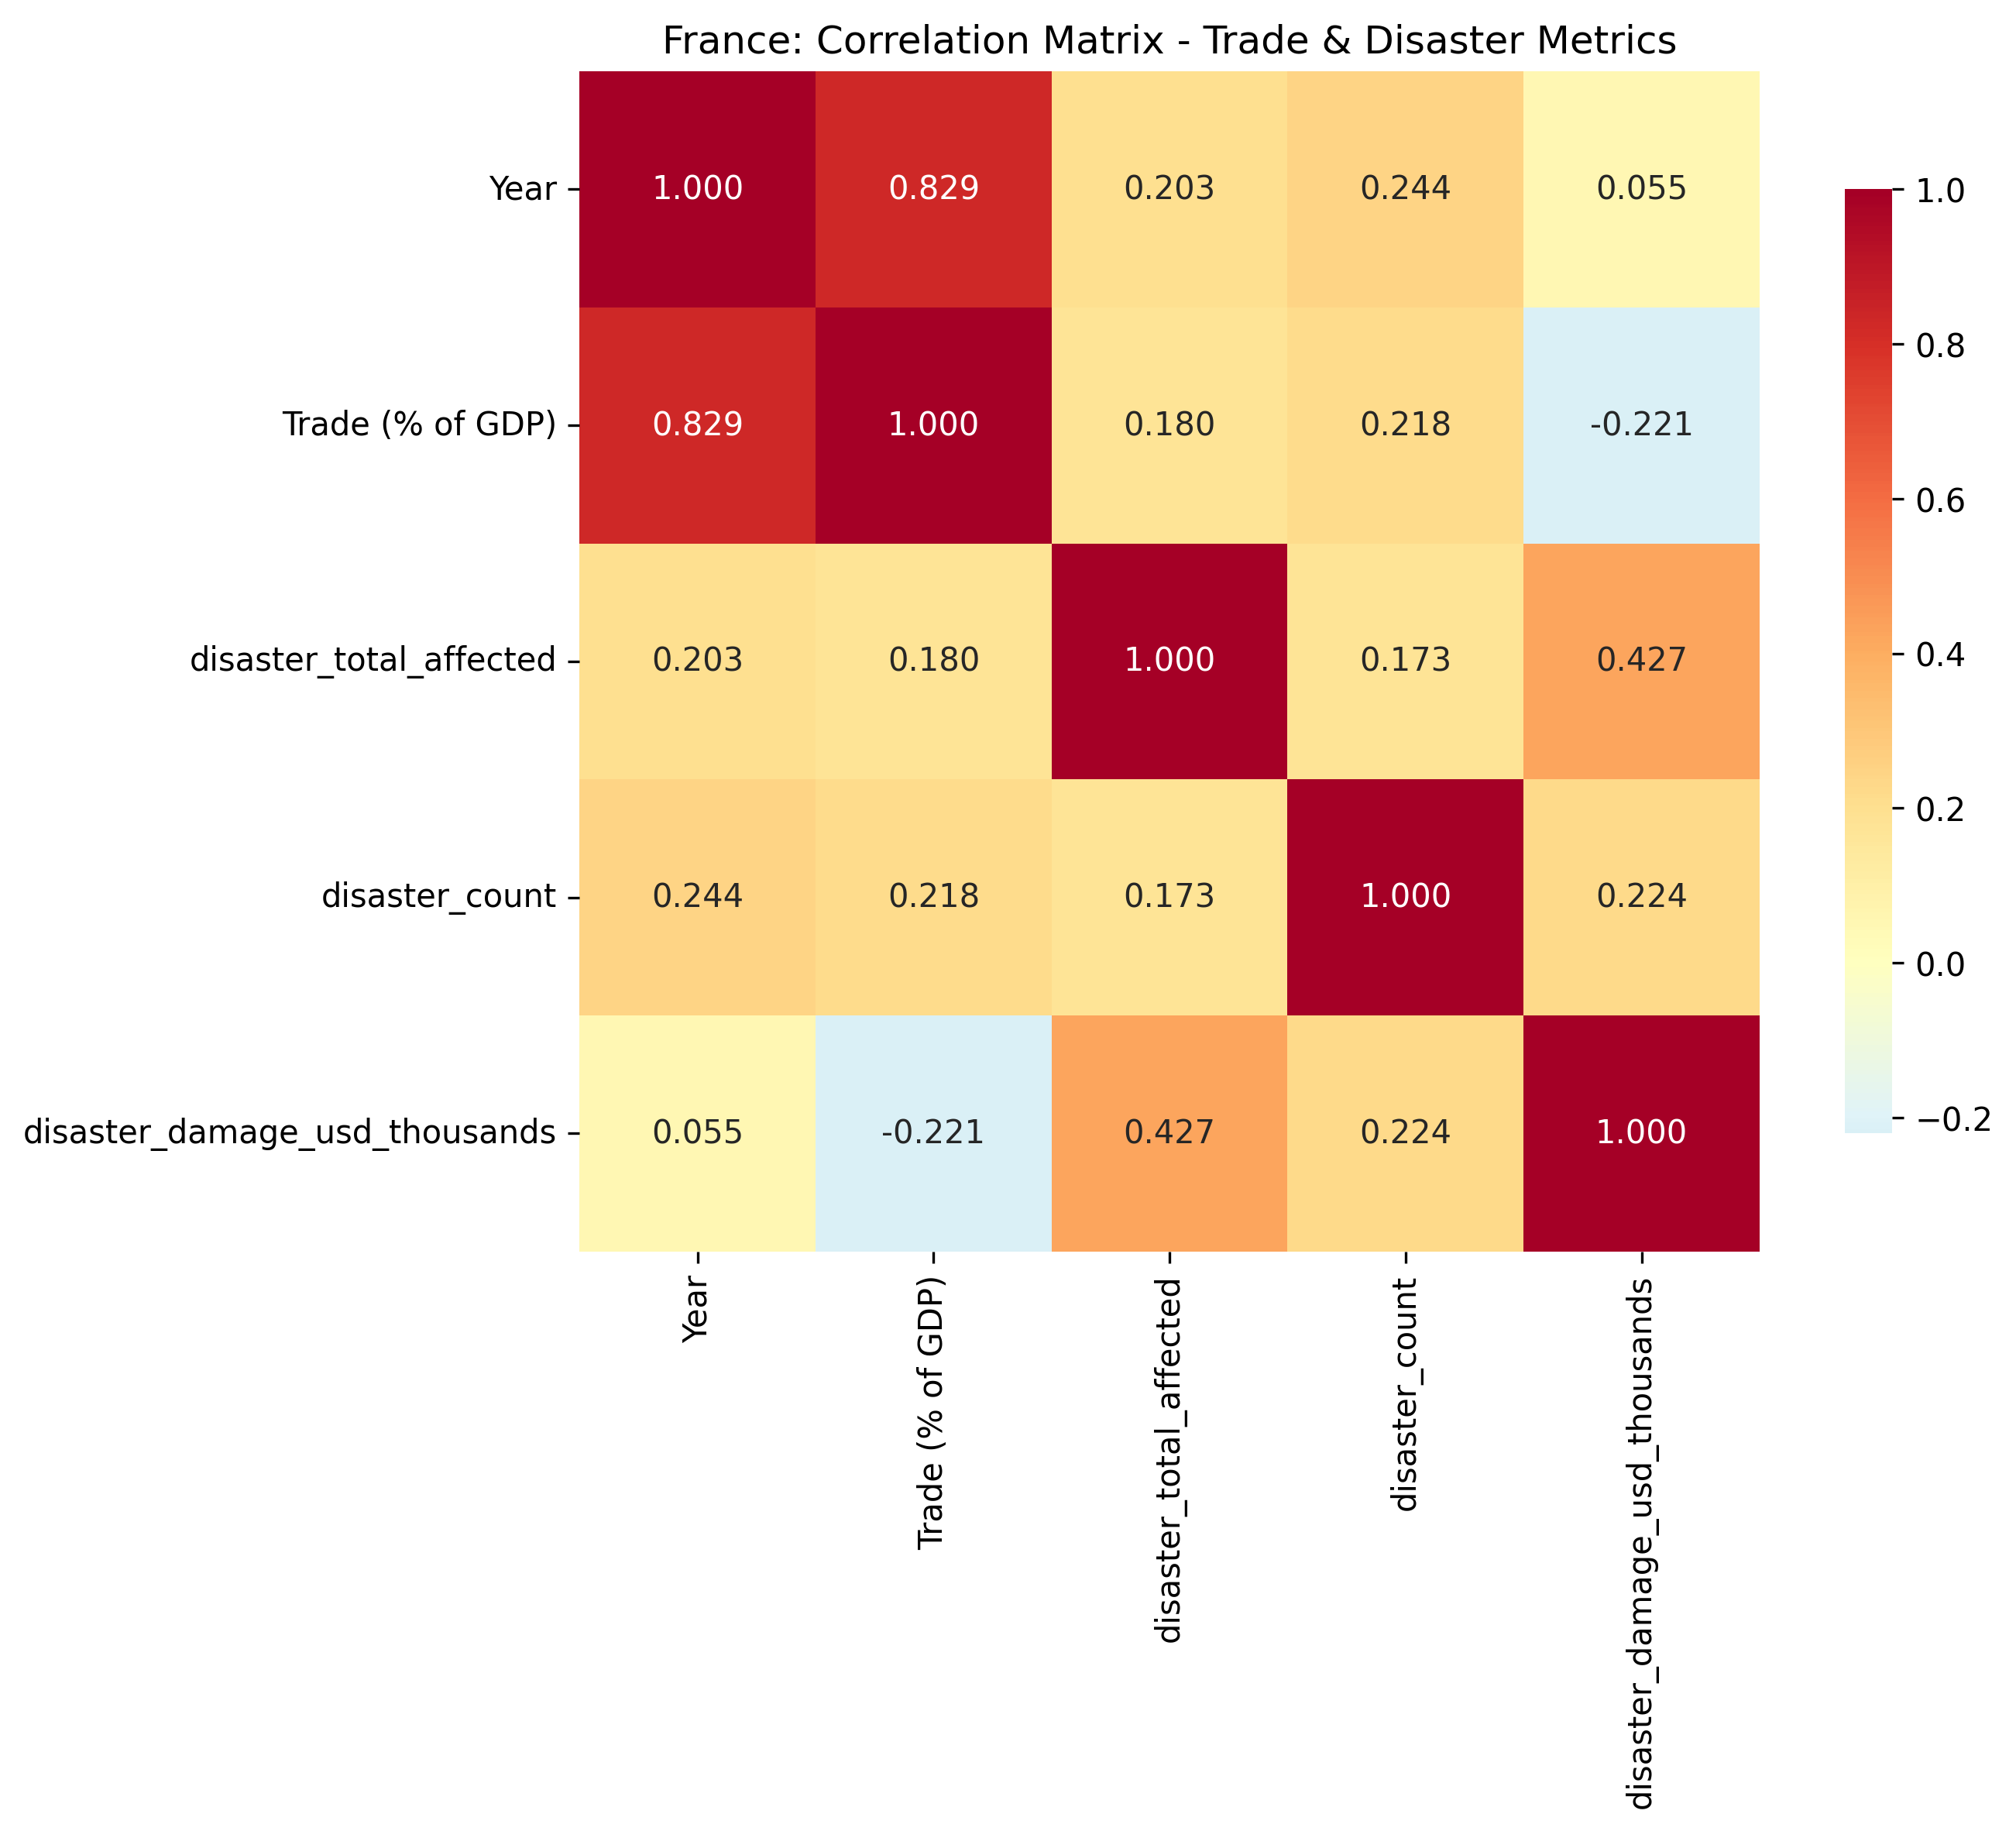 France: Correlation Matrix - Trade & Disaster Metrics
Year
1.000
0.829
0.203
0.244
0.055
Trade (% of GDP)
0.829
1.000
0.180
0.218
-0.221
disaster_total_affected
0.203
0.180
1.000
0.173
0.427
disaster_count
0.244
0.218
0.173
1.000
0.224
disaster_damage_usd_thousands
0.055
-0.221
0.427
0.224
1.000
Year
Trade (% of GDP)
disaster_total_affected
disaster_count
disaster_damage_usd_thousands
1.0
0.8
0.6
0.4
0.2
0.0
−0.2